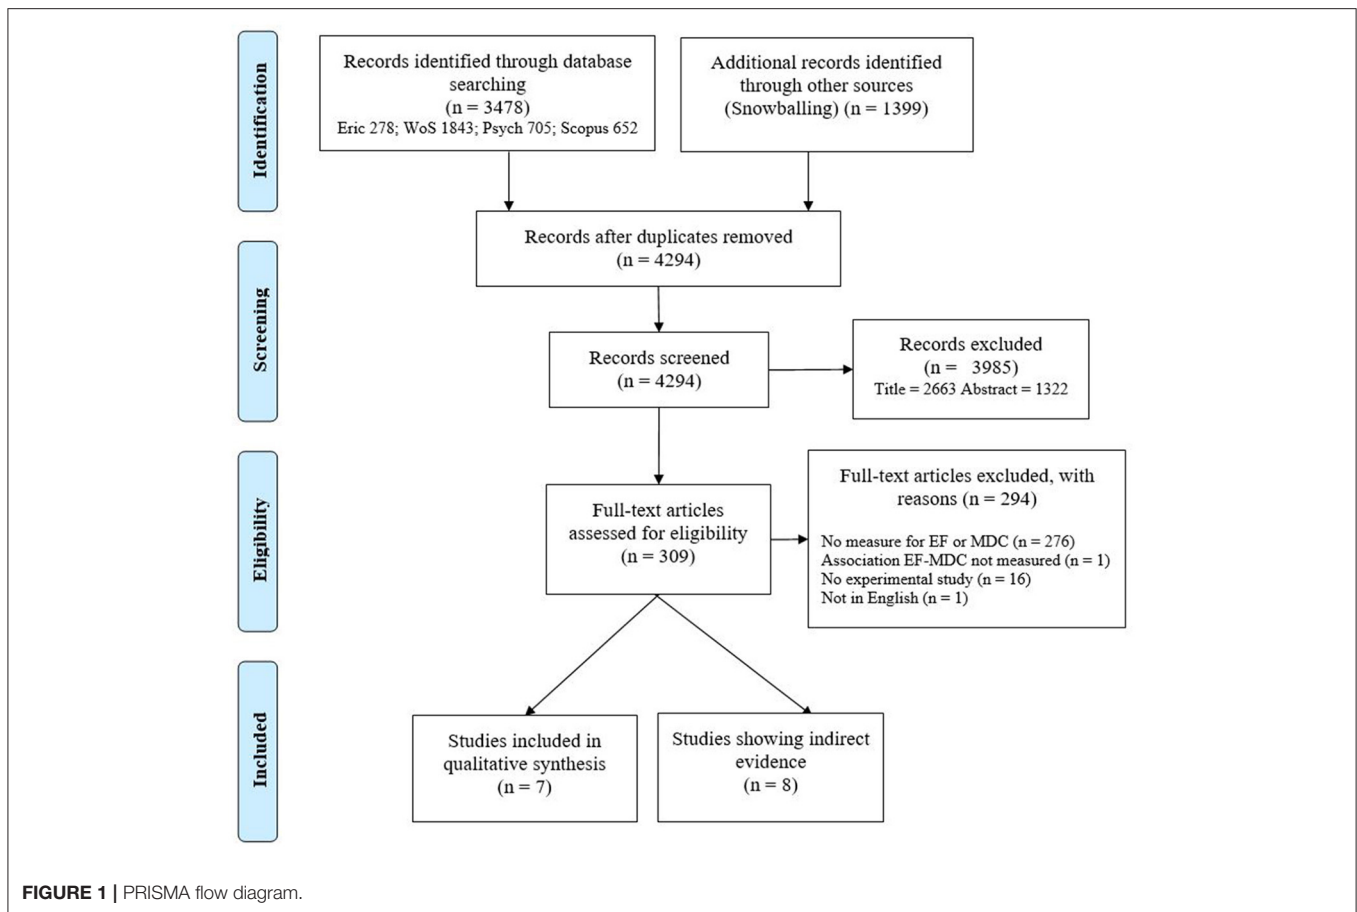 Identification
Records identified through database
searching
(n = 3478)
Eric 278; WoS 1843; Psych 705; Scopus 652
Additional records identified
through other sources
(Snowballing) (n = 1399)
Records after duplicates removed
(n = 4294)
Screening
Records screened
(n = 4294)
Records excluded
(n = 3985)
Title = 2663 Abstract = 1322
Eligibility
Full-text articles
assessed for eligibility
(n = 309)
Full-text articles excluded, with
reasons (n = 294)
No measure for EF or MDC (n = 276)
Association EF-MDC not measured (n = 1)
No experimental study (n = 16)
Not in English (n = 1)
Included
Studies included in
qualitative synthesis
(n = 7)
Studies showing indirect
evidence
(n = 8)
FIGURE 1 | PRISMA flow diagram.